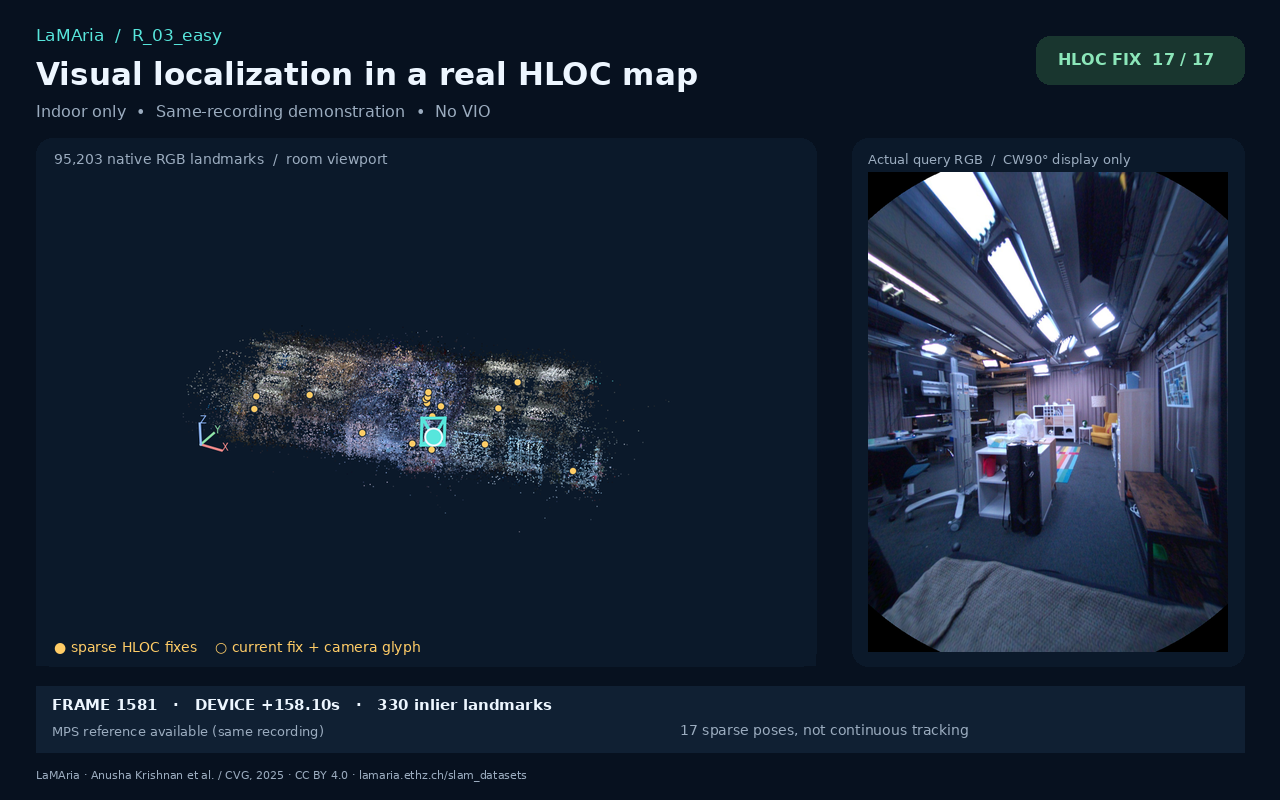 LaMAria / R_03_easy
Visual localization in a real HLOC map
Indoor only • Same-recording demonstration • No VIO
HLOC FIX 17 / 17
95,203 native RGB landmarks / room viewport
Z
Y
X
● sparse HLOC fixes ○ current fix + camera glyph
Actual query RGB / CW90° display only
FRAME 1581 · DEVICE +158.10s · 330 inlier landmarks
MPS reference available (same recording)
17 sparse poses, not continuous tracking
LaMAria · Anusha Krishnan et al. / CVG, 2025 · CC BY 4.0 · lamaria.ethz.ch/slam_datasets